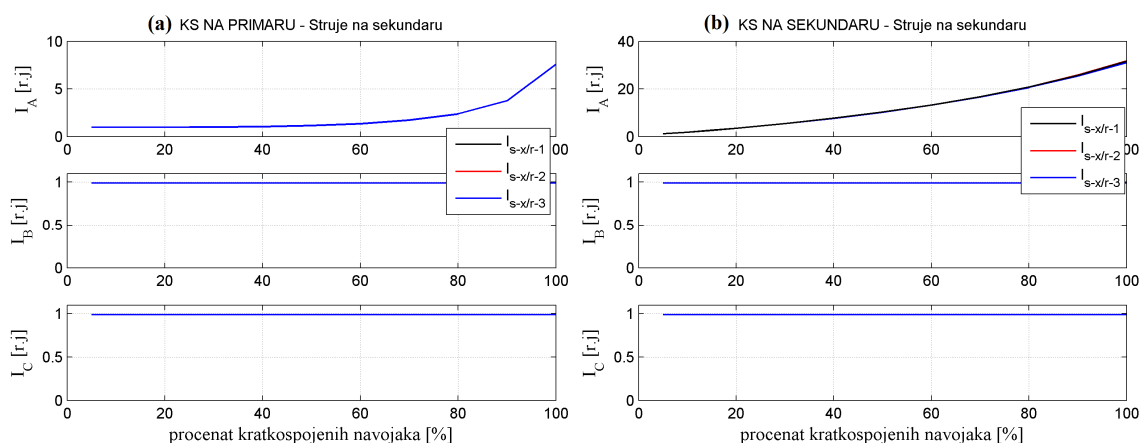 (a) KS NA PRIMARU - Struje na sekundaru
10
5
0
I_A [r.j]
0 20 40 60 80 100
I_s-x/r-1
I_s-x/r-2
I_s-x/r-3
1
0.5
0
I_B [r.j]
0 20 40 60 80 100
1
0.5
0
I_C [r.j]
0 20 40 60 80 100
procenat kratkospojenih navojaka [%]
(b) KS NA SEKUNDARU - Struje na sekundaru
40
20
0
I_A [r.j]
0 20 40 60 80 100
I_s-x/r-1
I_s-x/r-2
I_s-x/r-3
1
0.5
0
I_B [r.j]
0 20 40 60 80 100
1
0.5
0
I_C [r.j]
0 20 40 60 80 100
procenat kratkospojenih navojaka [%]